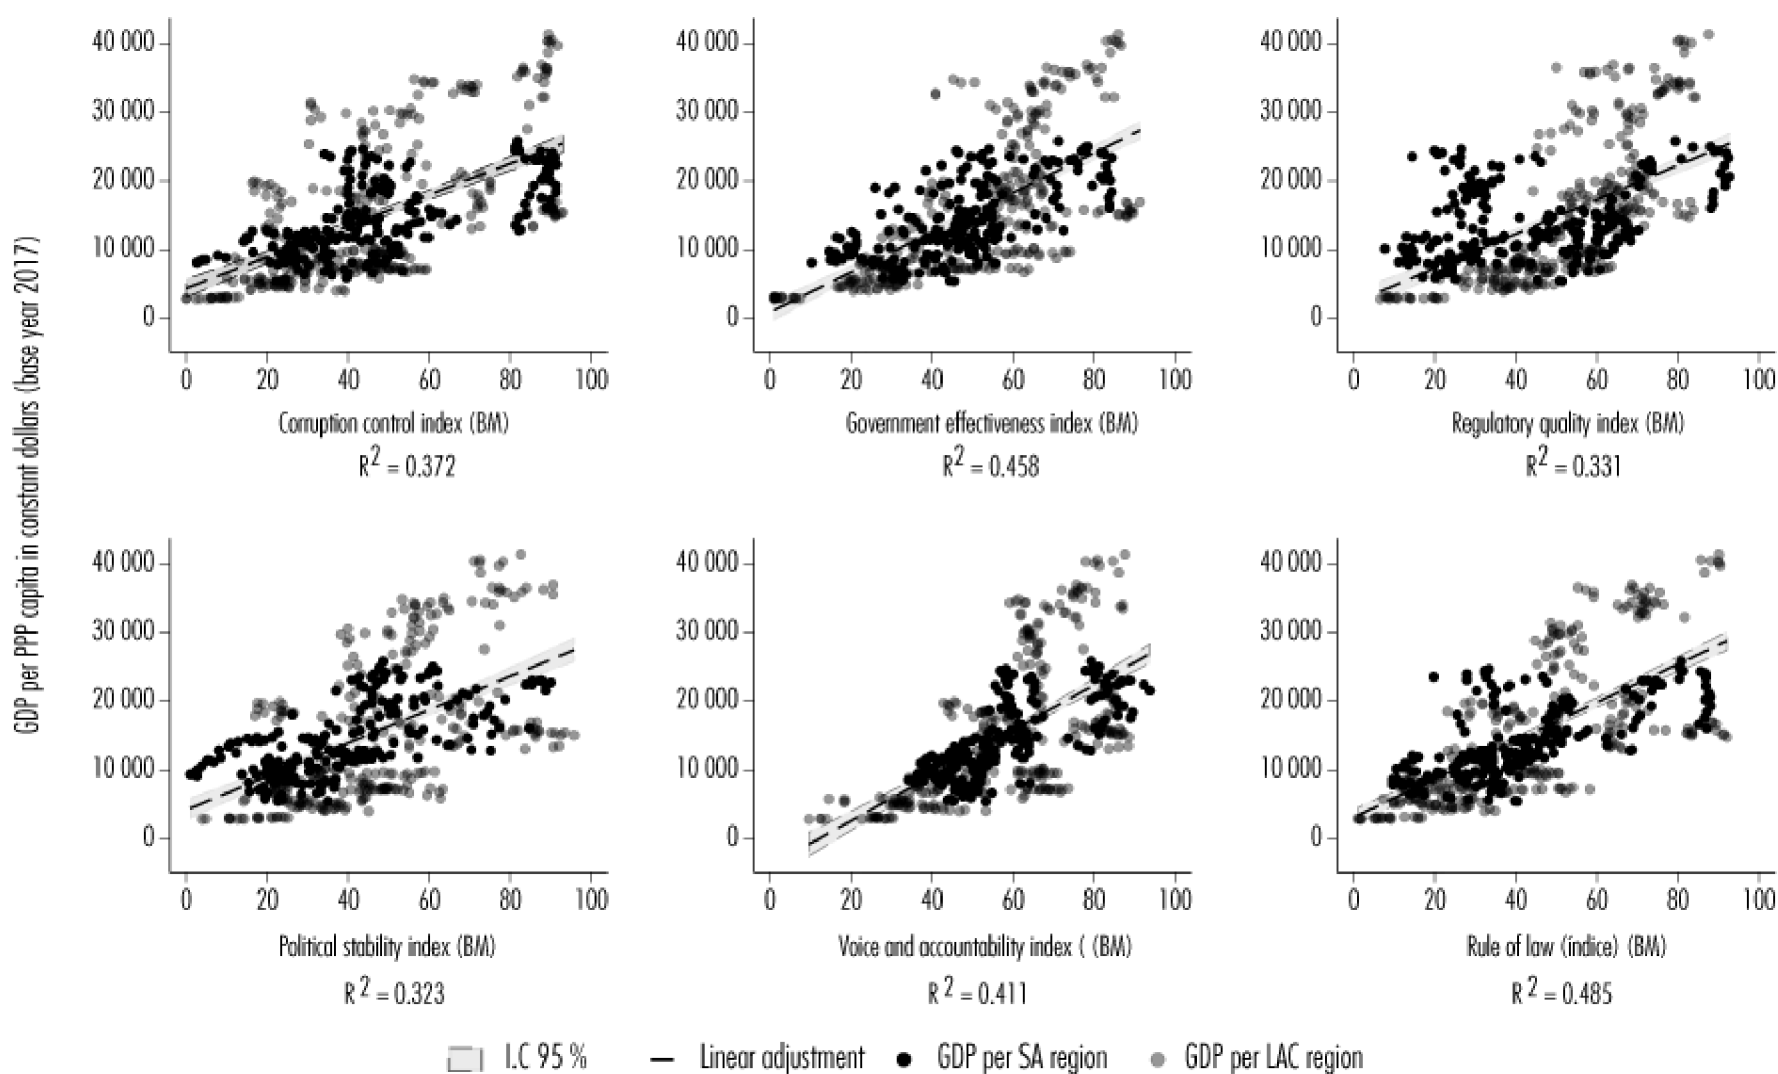 GDP per PPP capita in constant dollars (base year 2017)
40 000
30 000
20 000
10 000
0
0 20 40 60 80 100
Corruption control index (BM)
R² = 0.372
40 000
30 000
20 000
10 000
0
0 20 40 60 80 100
Government effectiveness index (BM)
R² = 0.458
40 000
30 000
20 000
10 000
0
0 20 40 60 80 100
Regulatory quality index (BM)
R² = 0.331
40 000
30 000
20 000
10 000
0
0 20 40 60 80 100
Political stability index (BM)
R² = 0.323
40 000
30 000
20 000
10 000
0
0 20 40 60 80 100
Voice and accountability index ( (BM)
R² = 0.411
40 000
30 000
20 000
10 000
0
0 20 40 60 80 100
Rule of law (índice) (BM)
R² = 0.485
I.C 95 % Linear adjustment GDP per SA region GDP per LAC region